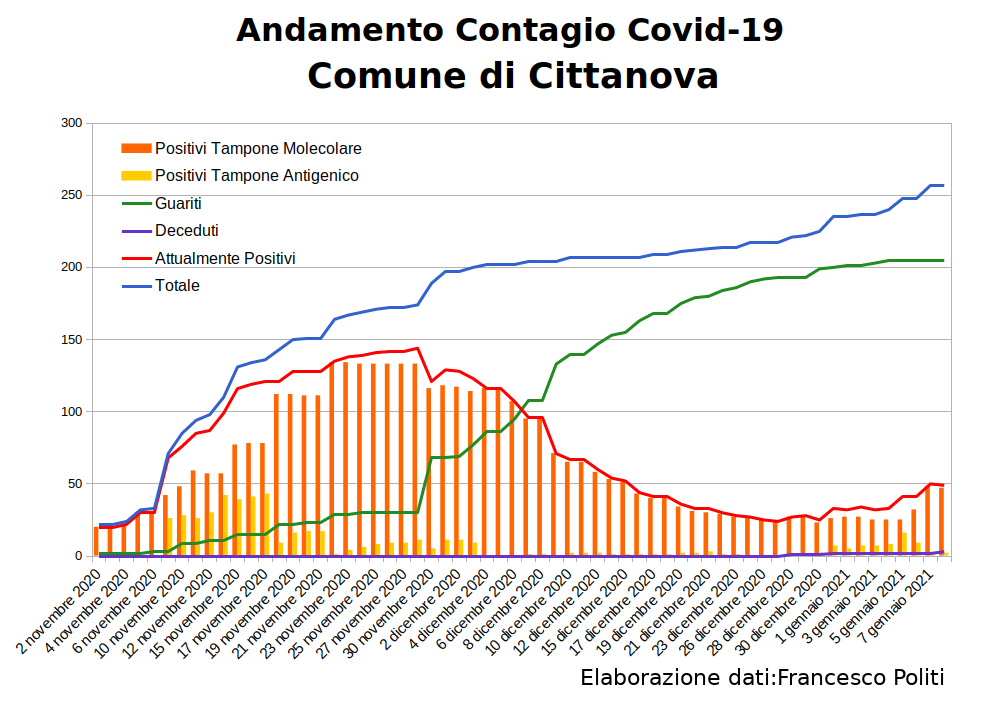 Andamento Contagio Covid-19
Comune di Cittanova
300
250
200
150
100
50
0
Positivi Tampone Molecolare
Positivi Tampone Antigenico
Guariti
Deceduti
Attualmente Positivi
Totale
2 novembre 2020
4 novembre 2020
6 novembre 2020
10 novembre 2020
12 novembre 2020
15 novembre 2020
17 novembre 2020
19 novembre 2020
21 novembre 2020
23 novembre 2020
25 novembre 2020
27 novembre 2020
30 novembre 2020
2 dicembre 2020
4 dicembre 2020
6 dicembre 2020
8 dicembre 2020
10 dicembre 2020
12 dicembre 2020
15 dicembre 2020
17 dicembre 2020
19 dicembre 2020
21 dicembre 2020
23 dicembre 2020
26 dicembre 2020
28 dicembre 2020
30 dicembre 2020
1 gennaio 2021
3 gennaio 2021
5 gennaio 2021
7 gennaio 2021
Elaborazione dati:Francesco Politi